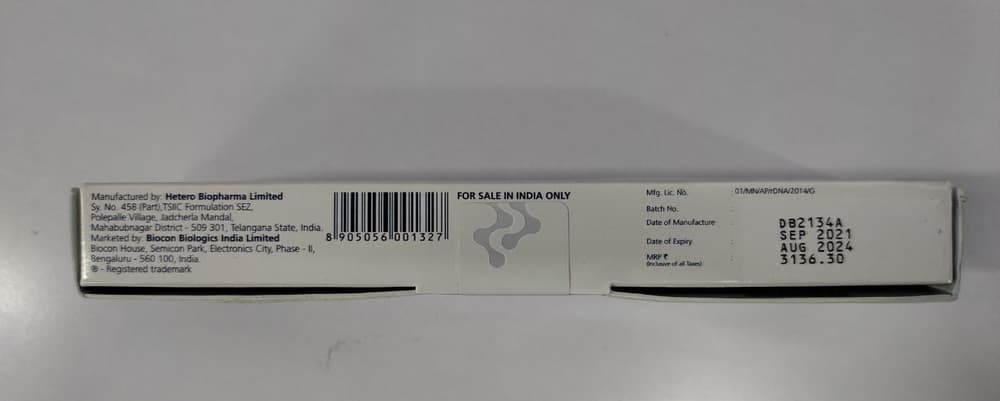 Manufactured by: Hetero Biopharma Limited
Sy. No. 458 (Part),TSIIC Formulation SEZ,
Polepalle Village, Jadcherla Mandal,
Mahabubnagar District - 509 301, Telangana State, India.
Marketed by: Biocon Biologics India Limited
Biocon House, Semicon Park, Electronics City, Phase - II,
Bengaluru - 560 100, India.
® - Registered trademark
8 905056 001327
FOR SALE IN INDIA ONLY
Mfg. Lic. No. : 01/MN/AP/rDNA/2014/G
Batch No. : DB2134A
Date of Manufacture : SEP 2021
Date of Expiry : AUG 2024
MRP ₹ : 3136.30
(Inclusive of all Taxes)